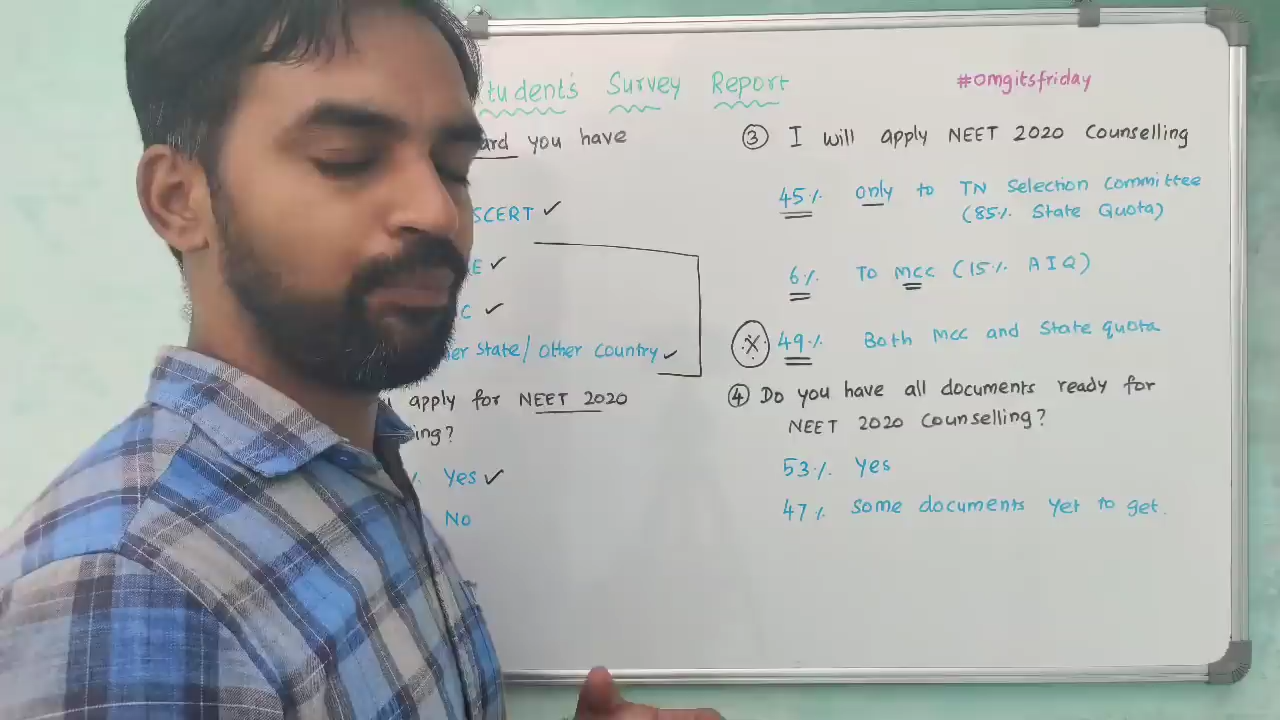 Student's Survey Report
#omgitsfriday
you have
SCERT ✓
✓
✓
State/ Other Country ✓
apply for NEET 2020
Yes ✓
No
③ I will apply NEET 2020 Counselling
45% only to TN Selection Committee
(85% State Quota)
6% To MCC (15% AIQ)
49% Both MCC and State quota
④ Do you have all documents ready for
NEET 2020 Counselling?
53% Yes
47% Some documents Yet to get.